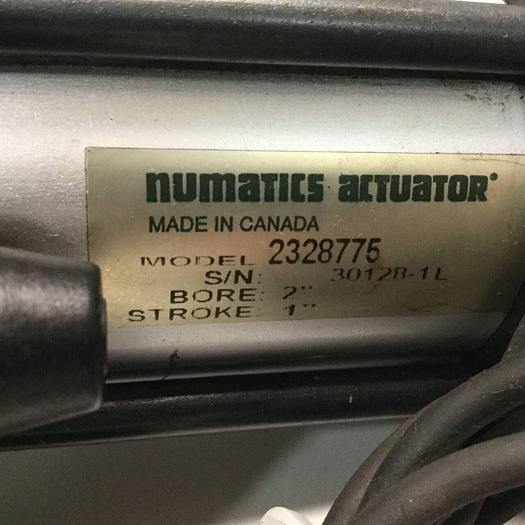 numatics actuator®
MADE IN CANADA
MODEL 2328775
S/N: 30128-1L
BORE: 2"
STROKE: 1"